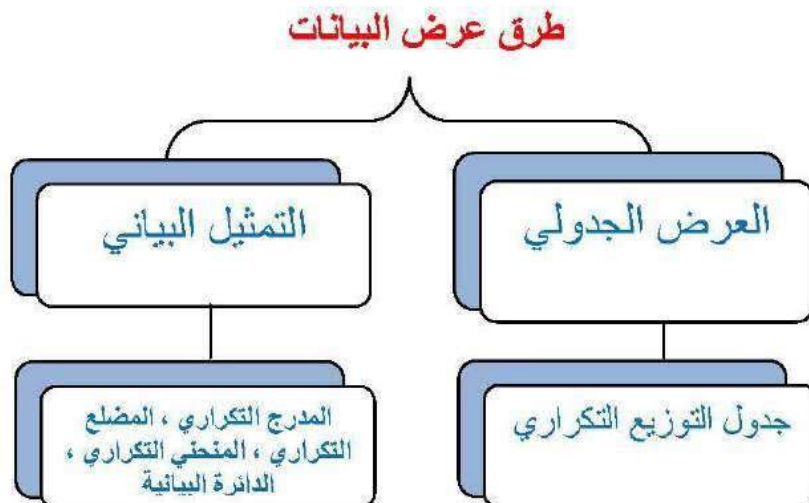 طرق عرض البيانات
العرض الجدولي
التمثيل البياني
جدول التوزيع التكراري
المدرج التكراري ، المضلع
التكراري ، المنحني التكراري ،
الدائرة البيانية